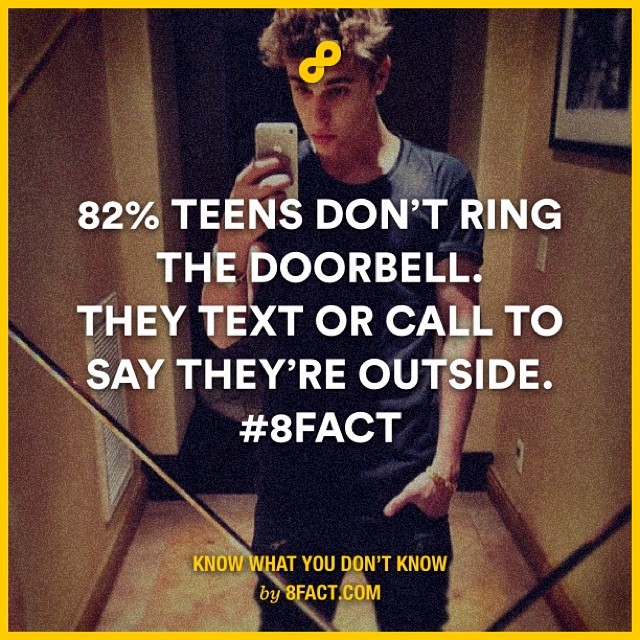 82% TEENS DON'T RING
THE DOORBELL.
THEY TEXT OR CALL TO
SAY THEY'RE OUTSIDE.
#8FACT
KNOW WHAT YOU DON'T KNOW
by 8FACT.COM